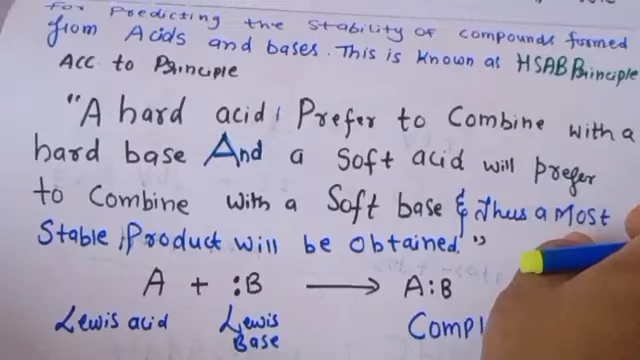 for Predicting the Stability of Compounds formed
from Acids and bases. This is known as HSAB Principle
Acc. to Principle
"A hard acid Prefer to Combine with a
hard base And a Soft acid will prefer
to Combine with a Soft base & Thus a Most
Stable Product will be Obtained."
A + :B ⟶ A:B
Lewis acid Lewis Base Compl